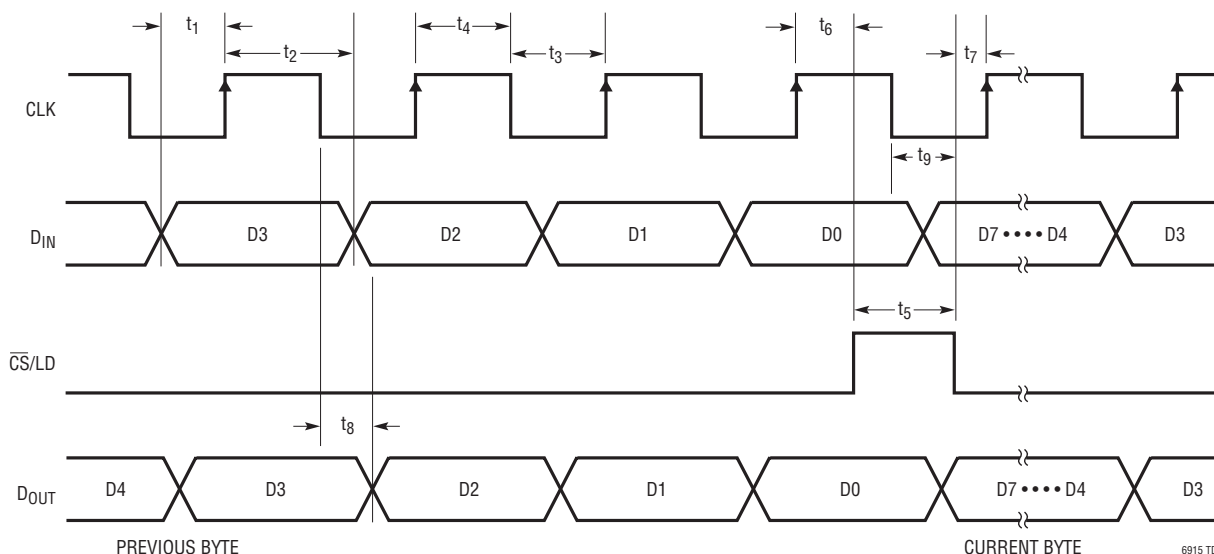 t1 t4 t6
t2 t3 t7
CLK
t9
DIN D3 D2 D1 D0 D7 •••• D4 D3
t5
CS/LD
t8
DOUT D4 D3 D2 D1 D0 D7 •••• D4 D3
PREVIOUS BYTE CURRENT BYTE